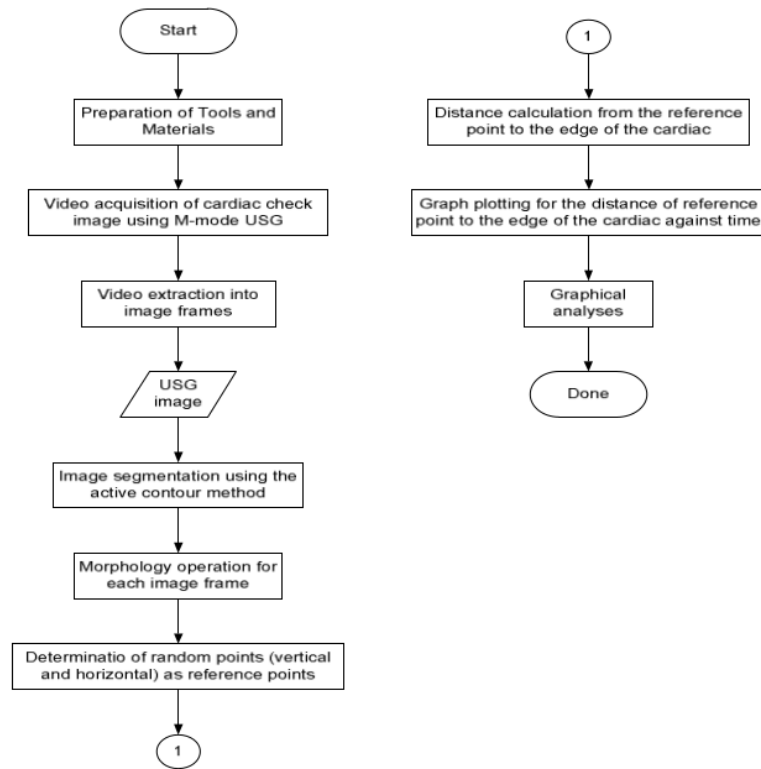 Start
Preparation of Tools and
Materials
Video acquisition of cardiac check
image using M-mode USG
Video extraction into
image frames
USG
image
Image segmentation using the
active contour method
Morphology operation for
each image frame
Determinatio of random points (vertical
and horizontal) as reference points
1
1
Distance calculation from the reference
point to the edge of the cardiac
Graph plotting for the distance of reference
point to the edge of the cardiac against time
Graphical
analyses
Done